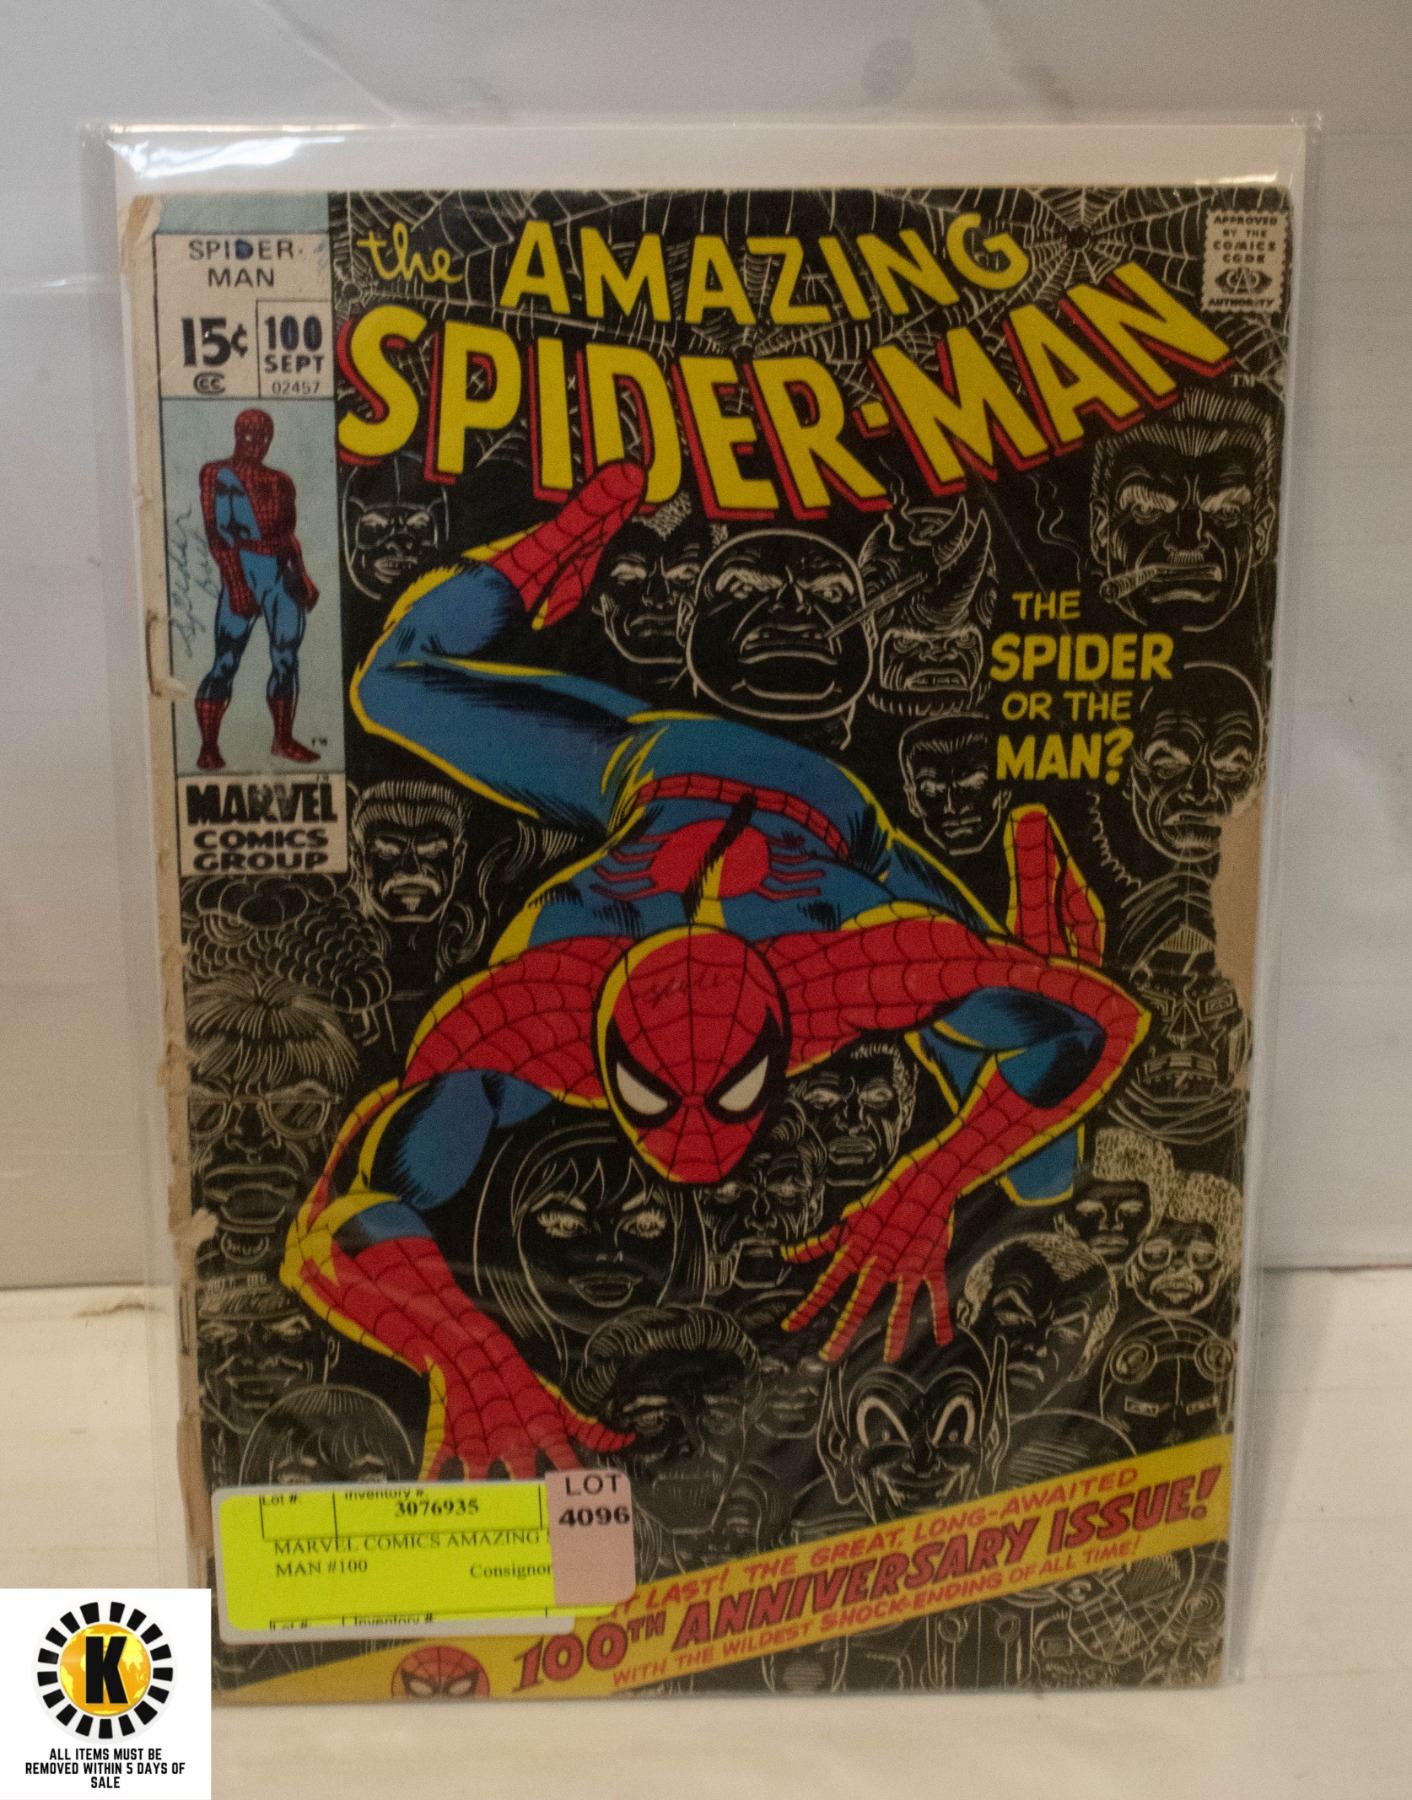 SPIDER-
MAN
15¢
CC
100
SEPT
02457
the AMAZING
SPIDER-MAN
TM
APPROVED
BY THE
COMICS
CODE
A
AUTHORITY
THE
SPIDER
OR THE
MAN?
TM
MARVEL
COMICS
GROUP
Lot #.
Inventory #.
3076935
LOT
4096
MARVEL COMICS AMAZING
MAN #100
Consignor
Lot #
Inventory #
LAST! THE GREAT, LONG-AWAITED
100TH ANNIVERSARY ISSUE!
WITH THE WILDEST SHOCK-ENDING OF ALL TIME!
K
ALL ITEMS MUST BE
REMOVED WITHIN 5 DAYS OF
SALE